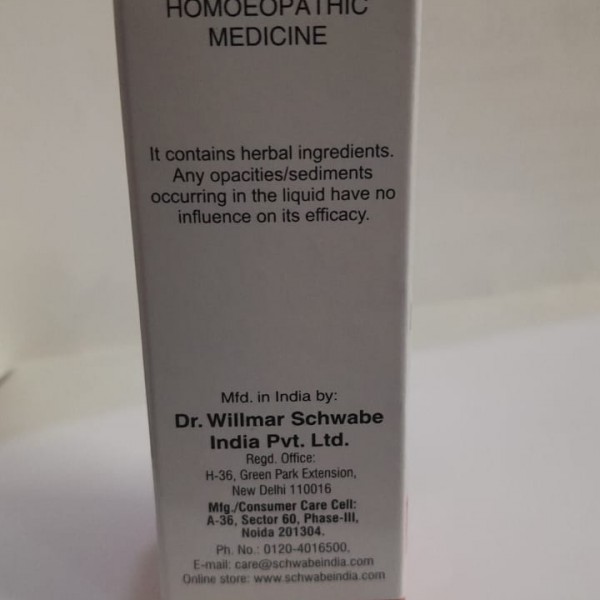 HOMOEOPATHIC
MEDICINE
It contains herbal ingredients.
Any opacities/sediments
occurring in the liquid have no
influence on its efficacy.
Mfd. in India by:
Dr. Willmar Schwabe
India Pvt. Ltd.
Regd. Office:
H-36, Green Park Extension,
New Delhi 110016
Mfg./Consumer Care Cell:
A-36, Sector 60, Phase-III,
Noida 201304.
Ph. No.: 0120-4016500,
E-mail: care@schwabeindia.com
Online store: www.schwabeindia.com